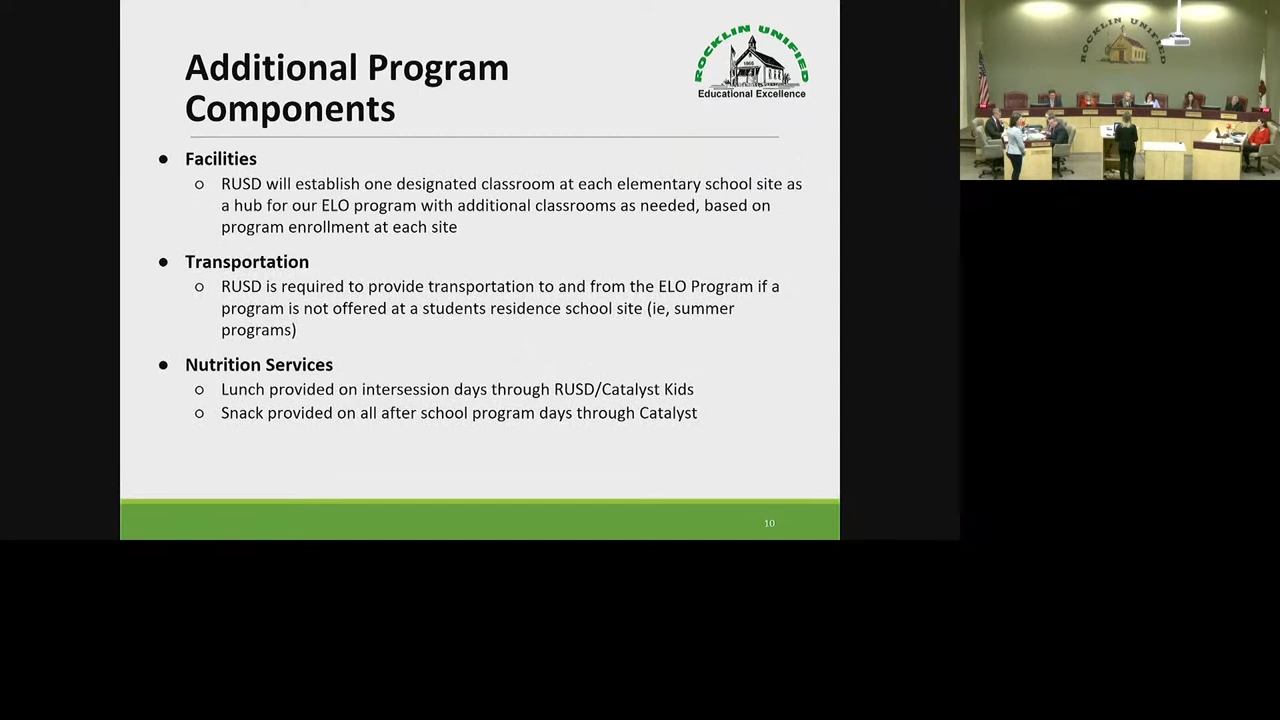 Additional Program
Components
ROCKLIN UNIFIED
1866
Educational Excellence
● Facilities
○ RUSD will establish one designated classroom at each elementary school site as
a hub for our ELO program with additional classrooms as needed, based on
program enrollment at each site
● Transportation
○ RUSD is required to provide transportation to and from the ELO Program if a
program is not offered at a students residence school site (ie, summer
programs)
● Nutrition Services
○ Lunch provided on intersession days through RUSD/Catalyst Kids
○ Snack provided on all after school program days through Catalyst
10
ROCKLIN UNIFIED